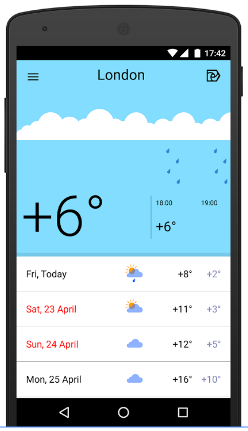 17:42
London
18:00 19:00
+6°
+6°
Fri, Today +8° +2°
Sat, 23 April +11° +3°
Sun, 24 April +12° +5°
Mon, 25 April +16° +10°